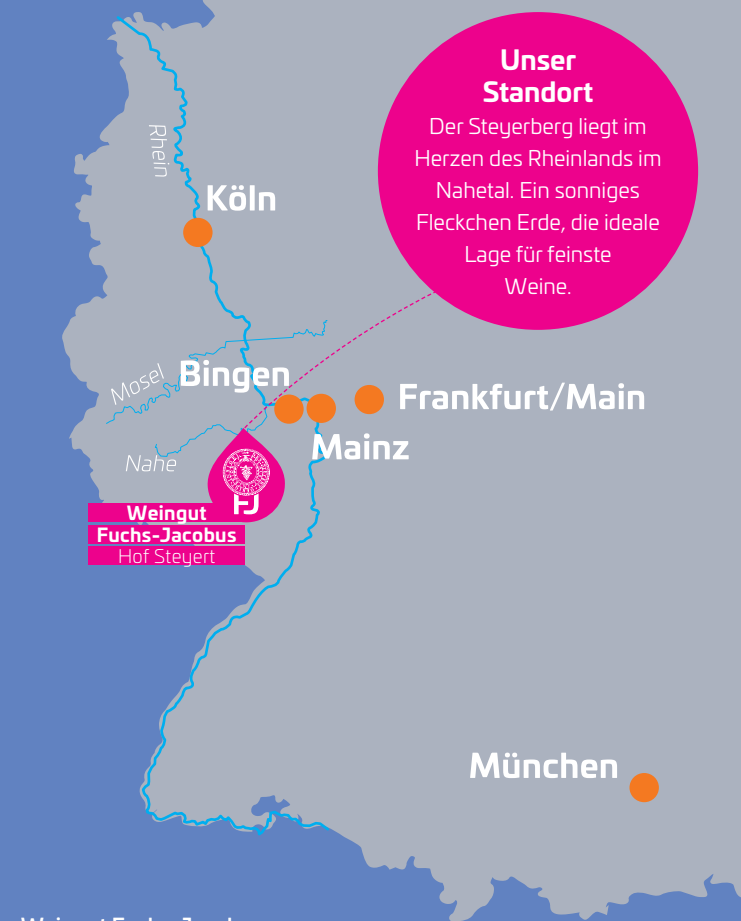 Unser
Standort
Der Steyerberg liegt im
Herzen des Rheinlands im
Nahetal. Ein sonniges
Fleckchen Erde, die ideale
Lage für feinste
Weine.
Rhein
Köln
Mosel
Bingen
Frankfurt/Main
Mainz
Nahe
FJ
Weingut
Fuchs-Jacobus
Hof Steyert
München